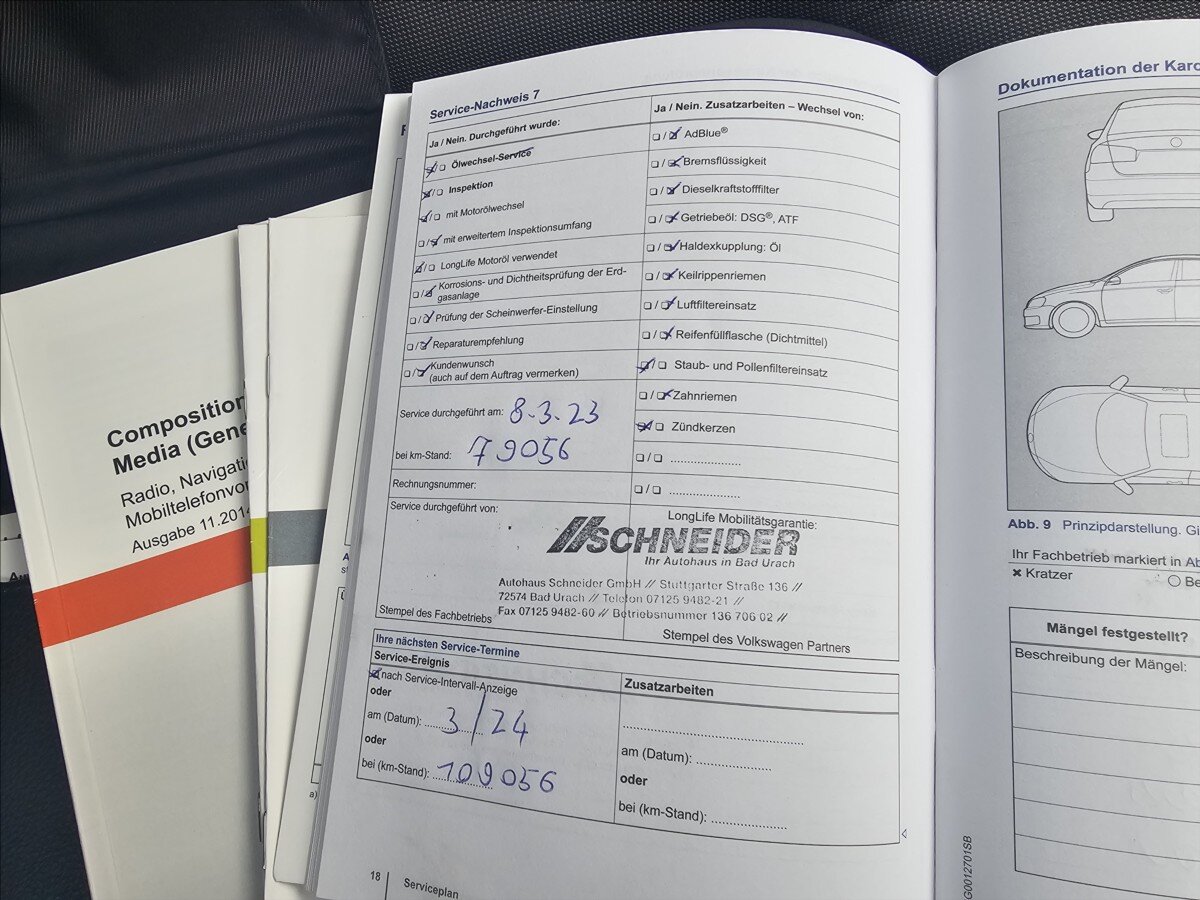 Composition
Media (Gene
Radio, Navigati
Mobiltelefonvor
Ausgabe 11.2014
Service-Nachweis 7
Ja / Nein. Durchgeführt wurde:
Ölwechsel-Service
Inspektion
mit Motorölwechsel
mit erweitertem Inspektionsumfang
LongLife Motoröl verwendet
Korrosions- und Dichtheitsprüfung der Erd-
gasanlage
Prüfung der Scheinwerfer-Einstellung
Reparaturempfehlung
Kundenwunsch
(auch auf dem Auftrag vermerken)
Service durchgeführt am: 8.3.23
bei km-Stand: 79056
Rechnungsnummer:
Ja / Nein. Zusatzarbeiten – Wechsel von:
AdBlue®
Bremsflüssigkeit
Dieselkraftstofffilter
Getriebeöl: DSG®, ATF
Haldexkupplung: Öl
Keilrippenriemen
Luftfiltereinsatz
Reifenfüllflasche (Dichtmittel)
Staub- und Pollenfiltereinsatz
Zahnriemen
Zündkerzen
Service durchgeführt von:
LongLife Mobilitätsgarantie:
SCHNEIDER
Ihr Autohaus in Bad Urach
Autohaus Schneider GmbH // Stuttgarter Straße 136 //
72574 Bad Urach // Telefon 07125 9482-21 //
Fax 07125 9482-60 // Betriebsnummer 136 706 02 //
Stempel des Fachbetriebs
Stempel des Volkswagen Partners
Ihre nächsten Service-Termine
Service-Ereignis
nach Service-Intervall-Anzeige
oder
am (Datum): 3/24
oder
bei (km-Stand): 109056
Zusatzarbeiten
am (Datum):
oder
bei (km-Stand):
18 Serviceplan
Dokumentation der Karo
Abb. 9 Prinzipdarstellung. Gi
Ihr Fachbetrieb markiert in Ab
✖ Kratzer
○ Be
Mängel festgestellt?
Beschreibung der Mängel:
G0012701SB
a)